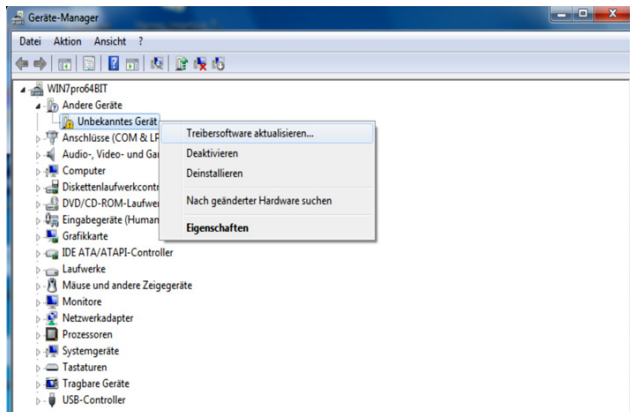 Geräte-Manager
Datei Aktion Ansicht ?
WIN7pro64BIT
Andere Geräte
Unbekanntes Gerät
Anschlüsse (COM & LP
Audio-, Video- und Ga
Computer
Diskettenlaufwerkcontr
DVD/CD-ROM-Laufwe
Eingabegeräte (Human
Grafikkarte
IDE ATA/ATAPI-Controller
Laufwerke
Mäuse und andere Zeigegeräte
Monitore
Netzwerkadapter
Prozessoren
Systemgeräte
Tastaturen
Tragbare Geräte
USB-Controller
Treibersoftware aktualisieren...
Deaktivieren
Deinstallieren
Nach geänderter Hardware suchen
Eigenschaften